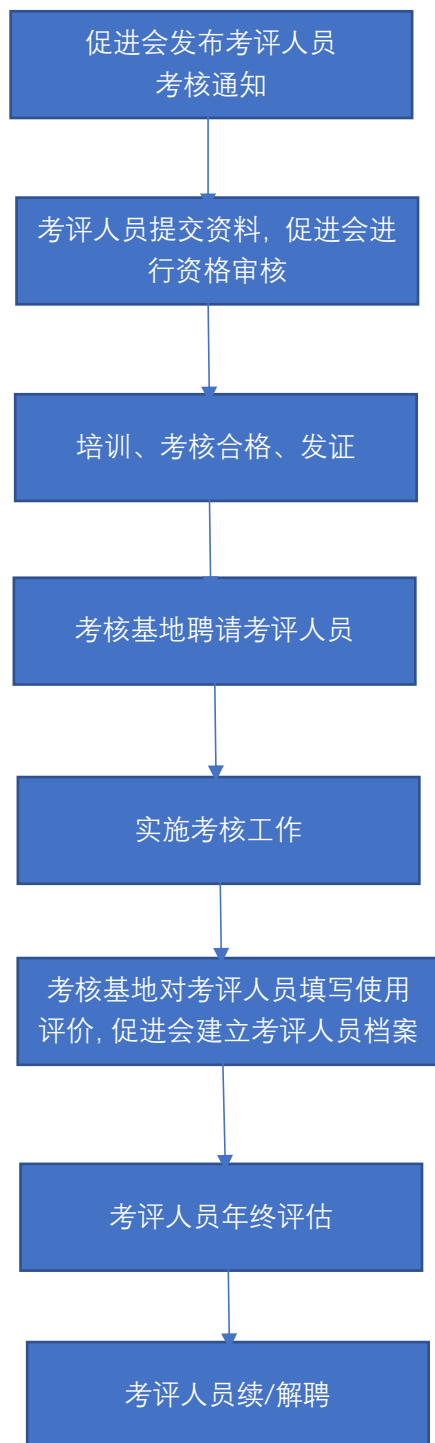 促进会发布考评人员
考核通知
考评人员提交资料, 促进会进
行资格审核
培训、考核合格、发证
考核基地聘请考评人员
实施考核工作
考核基地对考评人员填写使用
评价, 促进会建立考评人员档案
考评人员年终评估
考评人员续/解聘